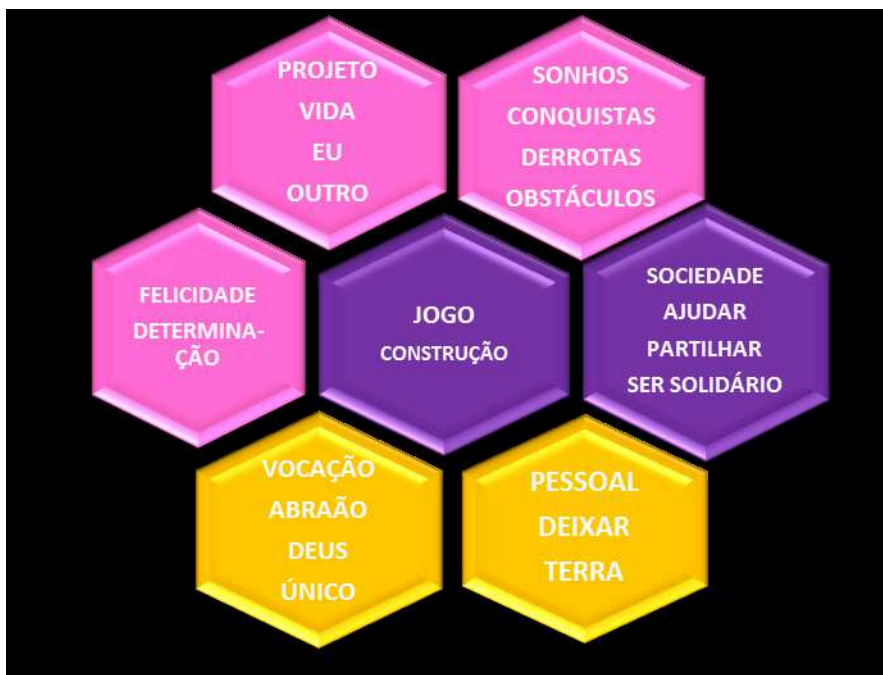 PROJETO
VIDA
EU
OUTRO
SONHOS
CONQUISTAS
DERROTAS
OBSTÁCULOS
FELICIDADE
DETERMINA-
ÇÃO
JOGO
CONSTRUÇÃO
SOCIEDADE
AJUDAR
PARTILHAR
SER SOLIDÁRIO
VOCAÇÃO
ABRAÃO
DEUS
ÚNICO
PESSOAL
DEIXAR
TERRA